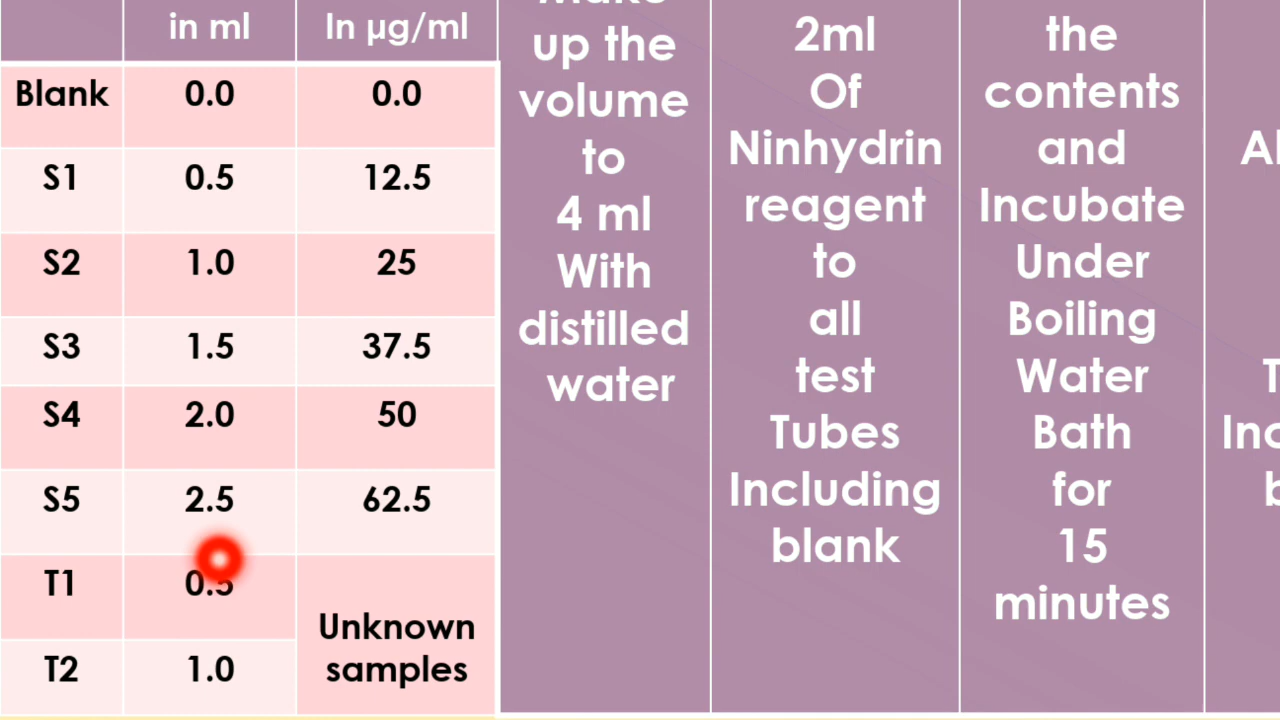 in ml
In µg/ml
Blank 0.0 0.0
S1 0.5 12.5
S2 1.0 25
S3 1.5 37.5
S4 2.0 50
S5 2.5 62.5
T1 0.5
T2 1.0
Unknown
samples
up the
volume
to
4 ml
With
distilled
water
2ml
Of
Ninhydrin
reagent
to
all
test
Tubes
Including
blank
the
contents
and
Incubate
Under
Boiling
Water
Bath
for
15
minutes